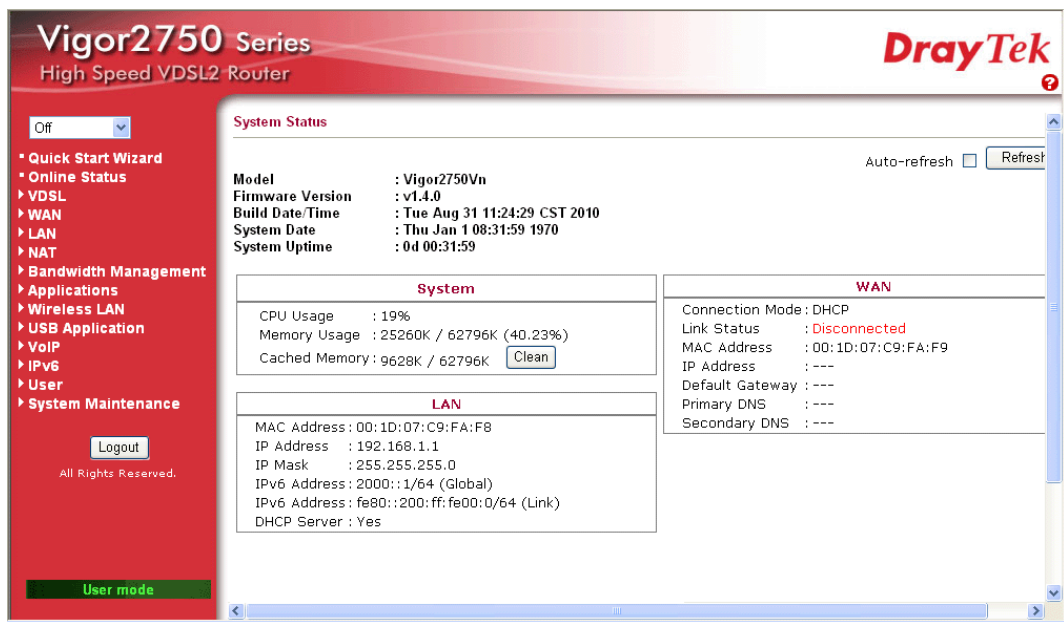 Vigor2750 Series
High Speed VDSL2 Router
DrayTek
?
Off
Quick Start Wizard
Online Status
VDSL
WAN
LAN
NAT
Bandwidth Management
Applications
Wireless LAN
USB Application
VoIP
IPv6
User
System Maintenance
Logout
All Rights Reserved.
User mode
System Status
Auto-refresh Refresh
Model : Vigor2750Vn
Firmware Version : v1.4.0
Build Date/Time : Tue Aug 31 11:24:29 CST 2010
System Date : Thu Jan 1 08:31:59 1970
System Uptime : 0d 00:31:59
System
CPU Usage : 19%
Memory Usage : 25260K / 62796K (40.23%)
Cached Memory : 9628K / 62796K Clean
LAN
MAC Address : 00:1D:07:C9:FA:F8
IP Address : 192.168.1.1
IP Mask : 255.255.255.0
IPv6 Address : 2000::1/64 (Global)
IPv6 Address : fe80::200:ff:fe00:0/64 (Link)
DHCP Server : Yes
WAN
Connection Mode : DHCP
Link Status : Disconnected
MAC Address : 00:1D:07:C9:FA:F9
IP Address : ---
Default Gateway : ---
Primary DNS : ---
Secondary DNS : ---